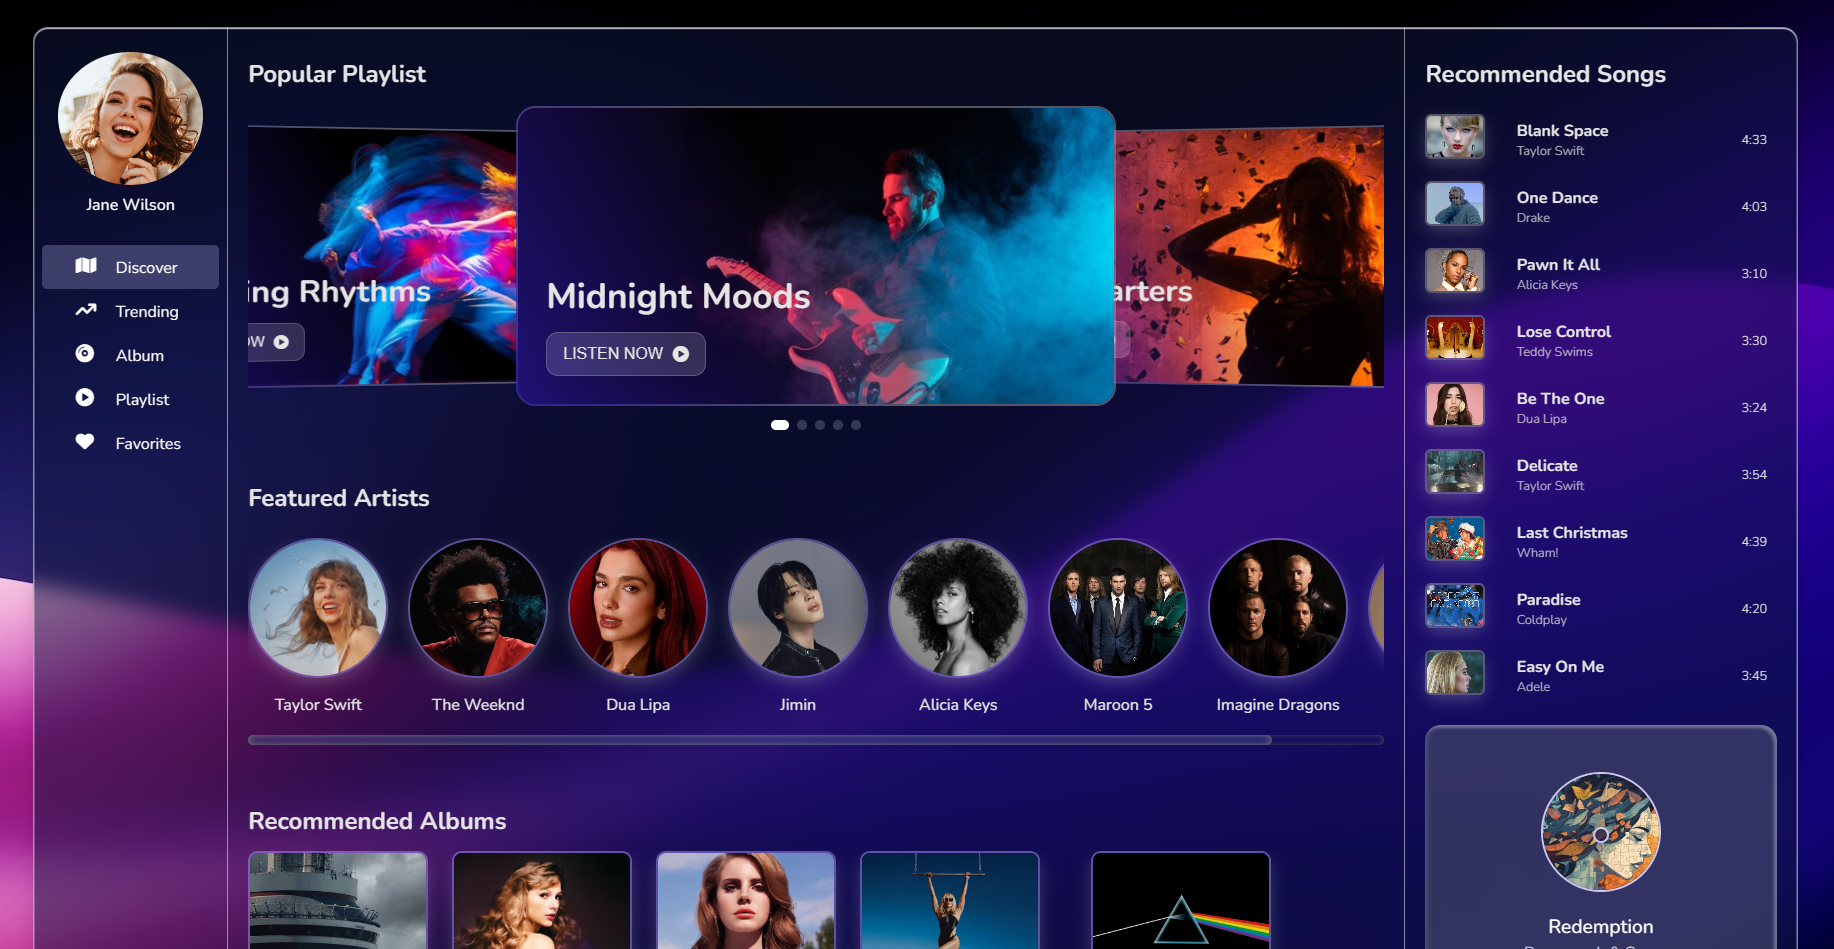 Jane Wilson
Discover
Trending
Album
Playlist
Favorites
Popular Playlist
ing Rhythms
OW
Midnight Moods
LISTEN NOW
arters
Featured Artists
Taylor Swift
The Weeknd
Dua Lipa
Jimin
Alicia Keys
Maroon 5
Imagine Dragons
Recommended Albums
Recommended Songs
Blank Space
4:33
Taylor Swift
One Dance
4:03
Drake
Pawn It All
3:10
Alicia Keys
Lose Control
3:30
Teddy Swims
Be The One
3:24
Dua Lipa
Delicate
3:54
Taylor Swift
Last Christmas
4:39
Wham!
Paradise
4:20
Coldplay
Easy On Me
3:45
Adele
Redemption